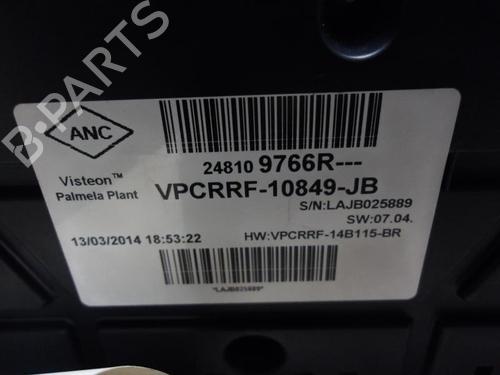 B-PARTS
ANC
24810 9766R---
Visteon™
Palmela Plant
VPCRRF-10849-JB
S/N:LAJB025889
SW:07.04.
13/03/2014 18:53:22
HW:VPCRRF-14B115-BR
*LAJB025889*